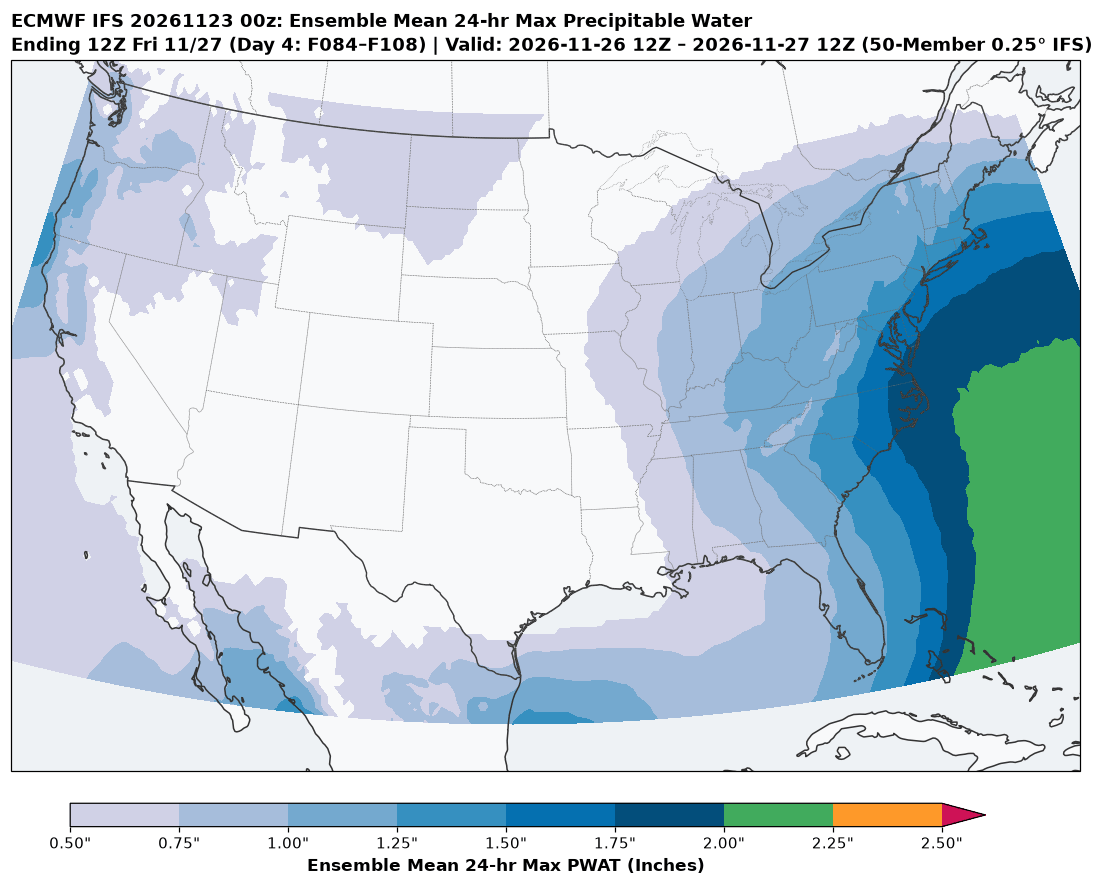 ECMWF IFS 20261123 00z: Ensemble Mean 24-hr Max Precipitable Water
Ending 12Z Fri 11/27 (Day 4: F084–F108) | Valid: 2026-11-26 12Z – 2026-11-27 12Z (50-Member 0.25° IFS)
0.50" 0.75" 1.00" 1.25" 1.50" 1.75" 2.00" 2.25" 2.50"
Ensemble Mean 24-hr Max PWAT (Inches)